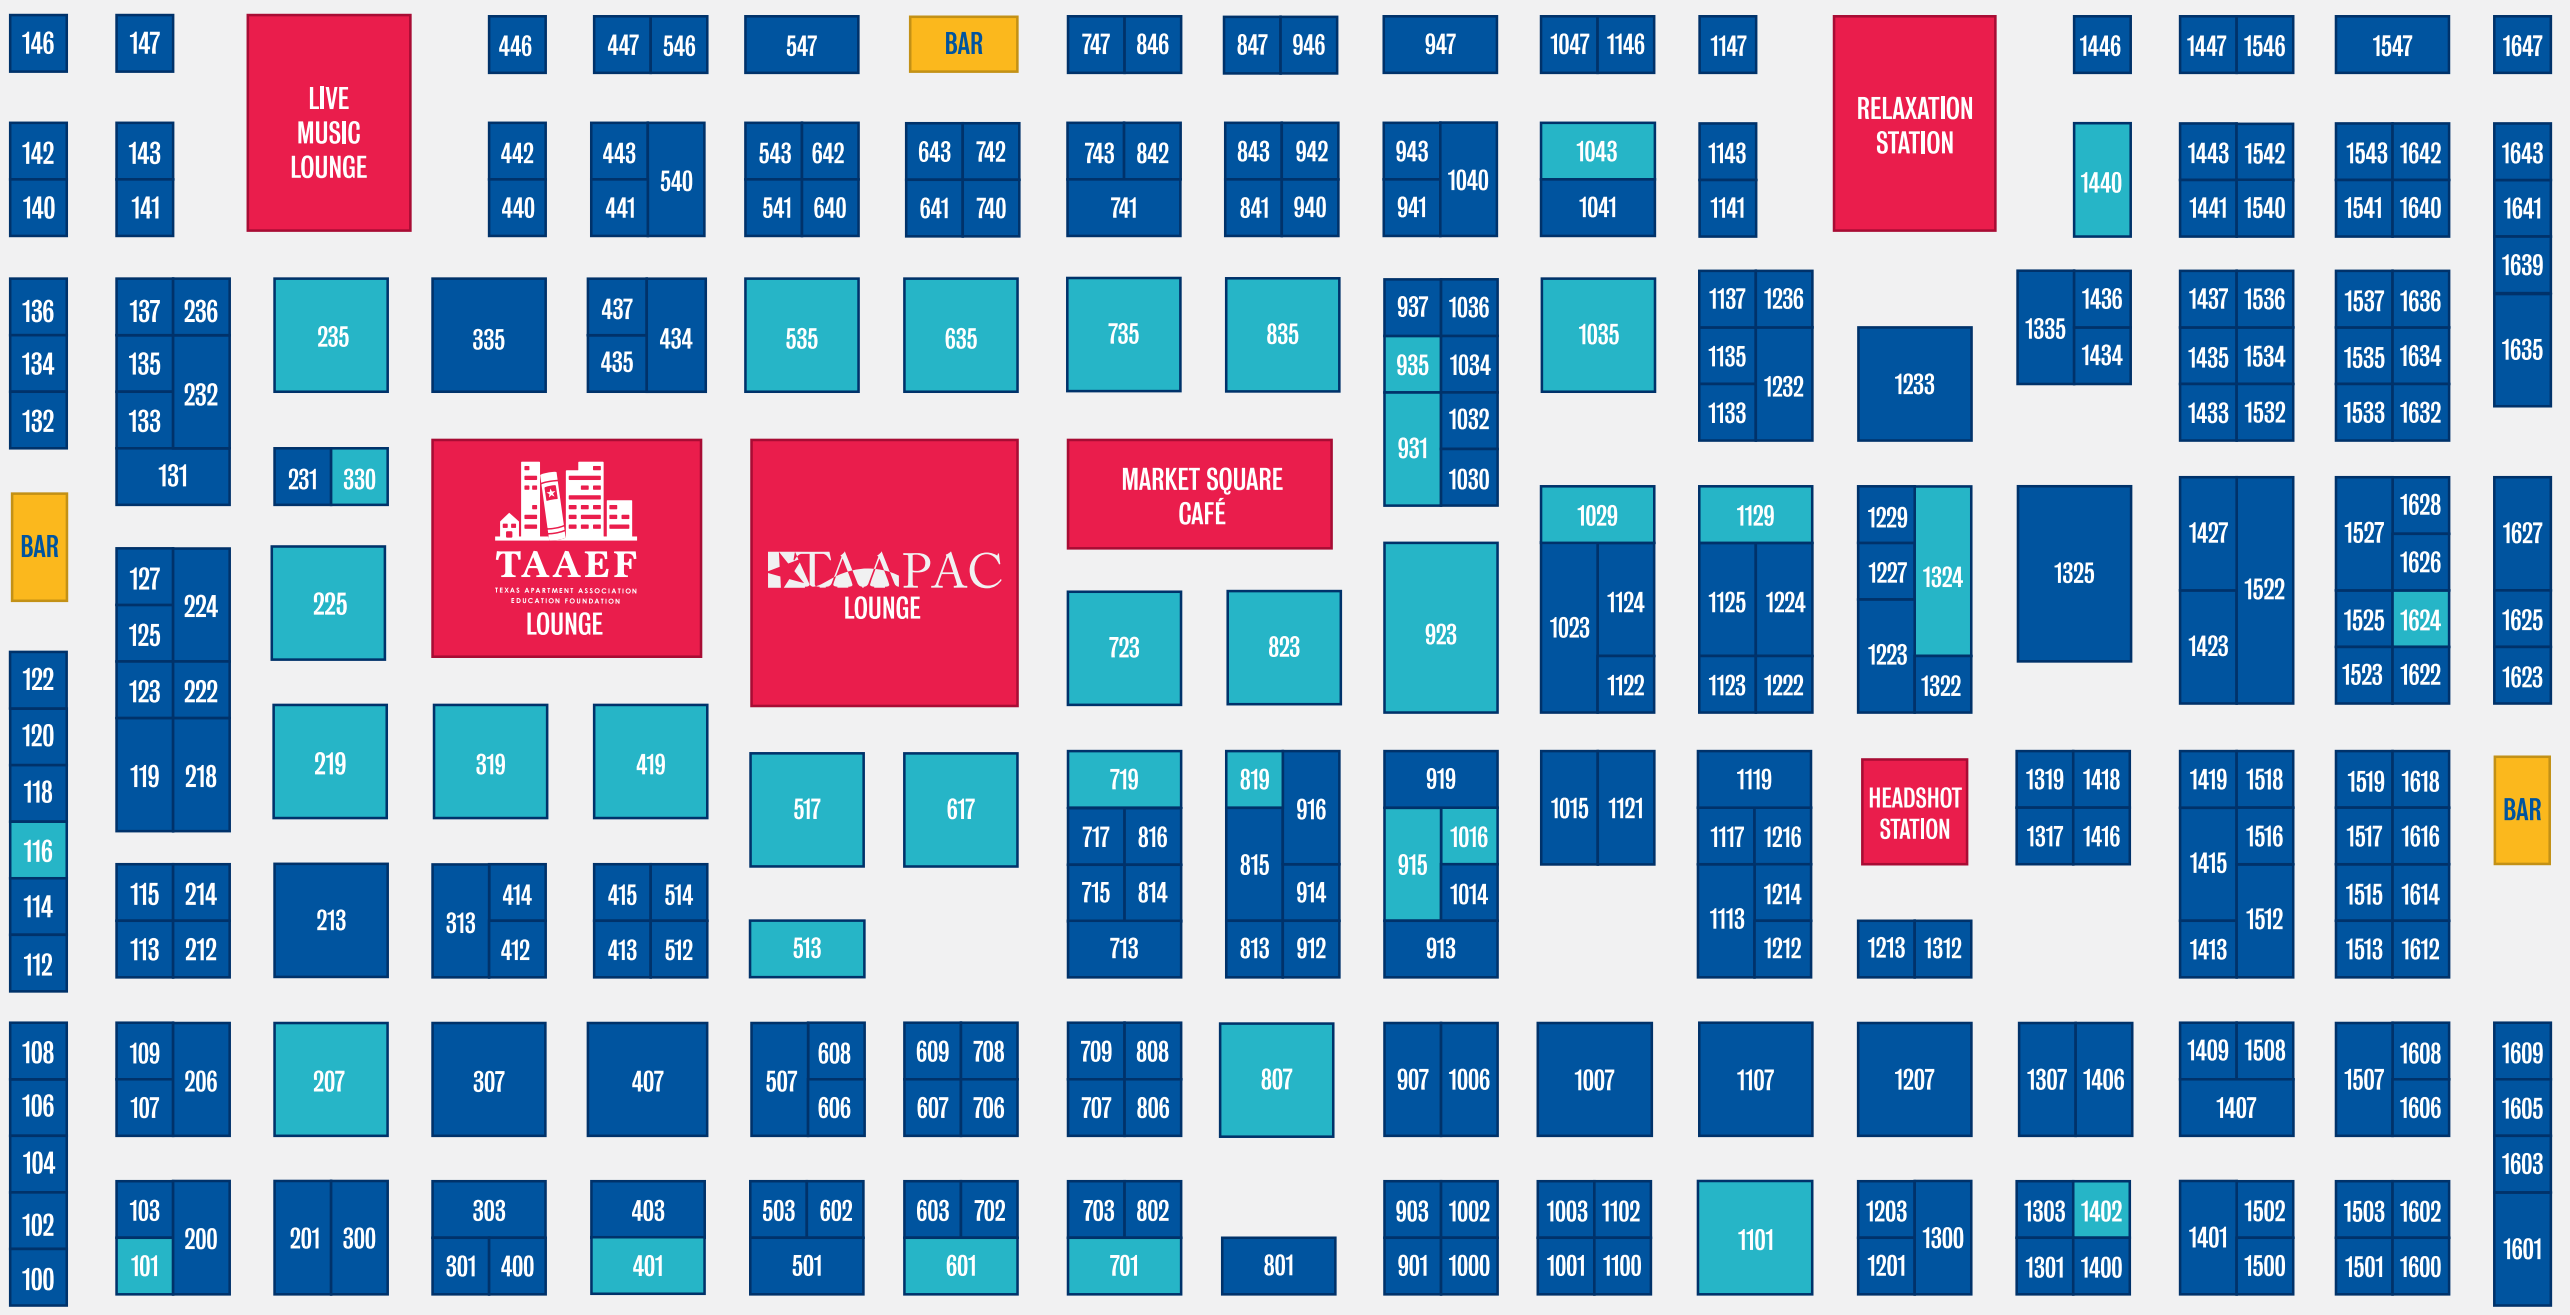 146 147 LIVE MUSIC LOUNGE 446 447 546 547 BAR 747 846 847 946 947 1047 1146 1147 RELAXATION STATION 1446 1447 1546 1547 1647
142 143 442 443 540 543 642 643 742 743 842 843 942 943 1040 1043 1143 1440 1443 1542 1543 1642 1643
140 141 440 441 541 640 641 740 741 841 940 941 1041 1141 1441 1540 1541 1640 1641
1639
136 137 236 235 335 437 434 535 635 735 835 937 1036 1035 1137 1236 1233 1335 1436 1437 1536 1537 1636 1635
134 135 232 435 935 1034 1135 1232 1434 1435 1534 1535 1634
132 133 931 1032 1133 1433 1532 1533 1632
131 231 330 1030
TAAEF
TEXAS APARTMENT ASSOCIATION
EDUCATION FOUNDATION
LOUNGE
TAAPAC
LOUNGE
MARKET SQUARE
CAFÉ
BAR 127 224 225 723 823 923 1029 1129 1229 1324 1325 1427 1522 1527 1628 1627
125 1023 1124 1125 1224 1227 1626
1423 1525 1624 1625
122 123 222 1122 1123 1222 1223 1322 1523 1622 1623
120
118 119 218 219 319 419 517 617 719 819 916 919 1015 1121 1119 HEADSHOT STATION 1319 1418 1419 1518 1519 1618 BAR
116 717 816 815 915 1016 1117 1216 1317 1416 1415 1516 1517 1616
114 115 214 213 313 414 415 514 715 814 914 1014 1113 1214 1512 1515 1614
112 113 212 412 413 512 513 713 813 912 913 1212 1213 1312 1413 1513 1612
108 109 206 207 307 407 507 608 609 708 709 808 807 907 1006 1007 1107 1207 1307 1406 1409 1508 1507 1608 1609
106 107 606 607 706 707 806 1407 1606 1605
104 1603
102 103 200 201 300 303 403 503 602 603 702 703 802 903 1002 1003 1102 1101 1203 1300 1303 1402 1401 1502 1503 1602 1601
100 101 301 400 401 501 601 701 801 901 1000 1001 1100 1201 1301 1400 1500 1501 1600